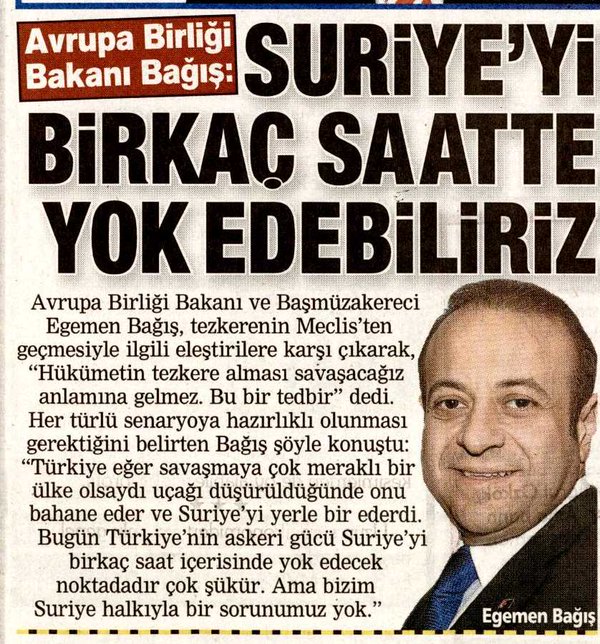 Avrupa Birliği
Bakanı Bağış:
SURİYE'Yİ
BİRKAÇ SAATTE
YOK EDEBİLİRİZ
Avrupa Birliği Bakanı ve Başmüzakereci
Egemen Bağış, tezkerenin Meclis'ten
geçmesiyle ilgili eleştirilere karşı çıkarak,
“Hükümetin tezkere alması savaşacağız
anlamına gelmez. Bu bir tedbir” dedi.
Her türlü senaryoya hazırlıklı olunması
gerektiğini belirten Bağış şöyle konuştu:
“Türkiye eğer savaşmaya çok meraklı bir
ülke olsaydı uçağı düşürüldüğünde onu
bahane eder ve Suriye'yi yerle bir ederdi.
Bugün Türkiye'nin askeri gücü Suriye'yi
birkaç saat içerisinde yok edecek
noktadadır çok şükür. Ama bizim
Suriye halkıyla bir sorunumuz yok.”
Egemen Bağış